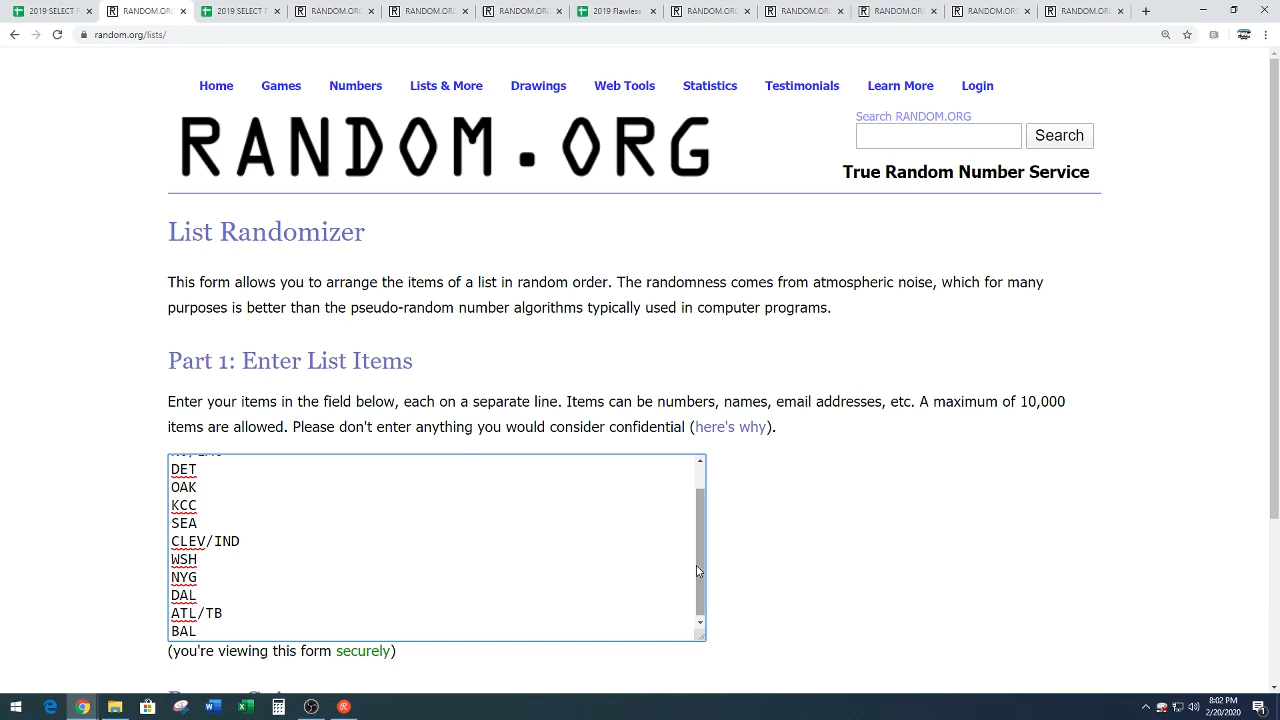 2019 SELECT F
RANDOM.ORG
2019 SELECT F
RANDOM.ORG
RANDOM.ORG
RANDOM.ORG
2019 Flawless
RANDOM.ORG
RANDOM.ORG
RANDOM.ORG
RANDOM.ORG
RANDOM.ORG
random.org/lists/
Home Games Numbers Lists & More Drawings Web Tools Statistics Testimonials Learn More Login
RANDOM.ORG
Search RANDOM.ORG
Search
True Random Number Service
List Randomizer
This form allows you to arrange the items of a list in random order. The randomness comes from atmospheric noise, which for many
purposes is better than the pseudo-random number algorithms typically used in computer programs.
Part 1: Enter List Items
Enter your items in the field below, each on a separate line. Items can be numbers, names, email addresses, etc. A maximum of 10,000
items are allowed. Please don't enter anything you would consider confidential (here's why).
DET
OAK
KCC
SEA
CLEV/IND
WSH
NYG
DAL
ATL/TB
BAL
(you're viewing this form securely)
8:02 PM
2/20/2020